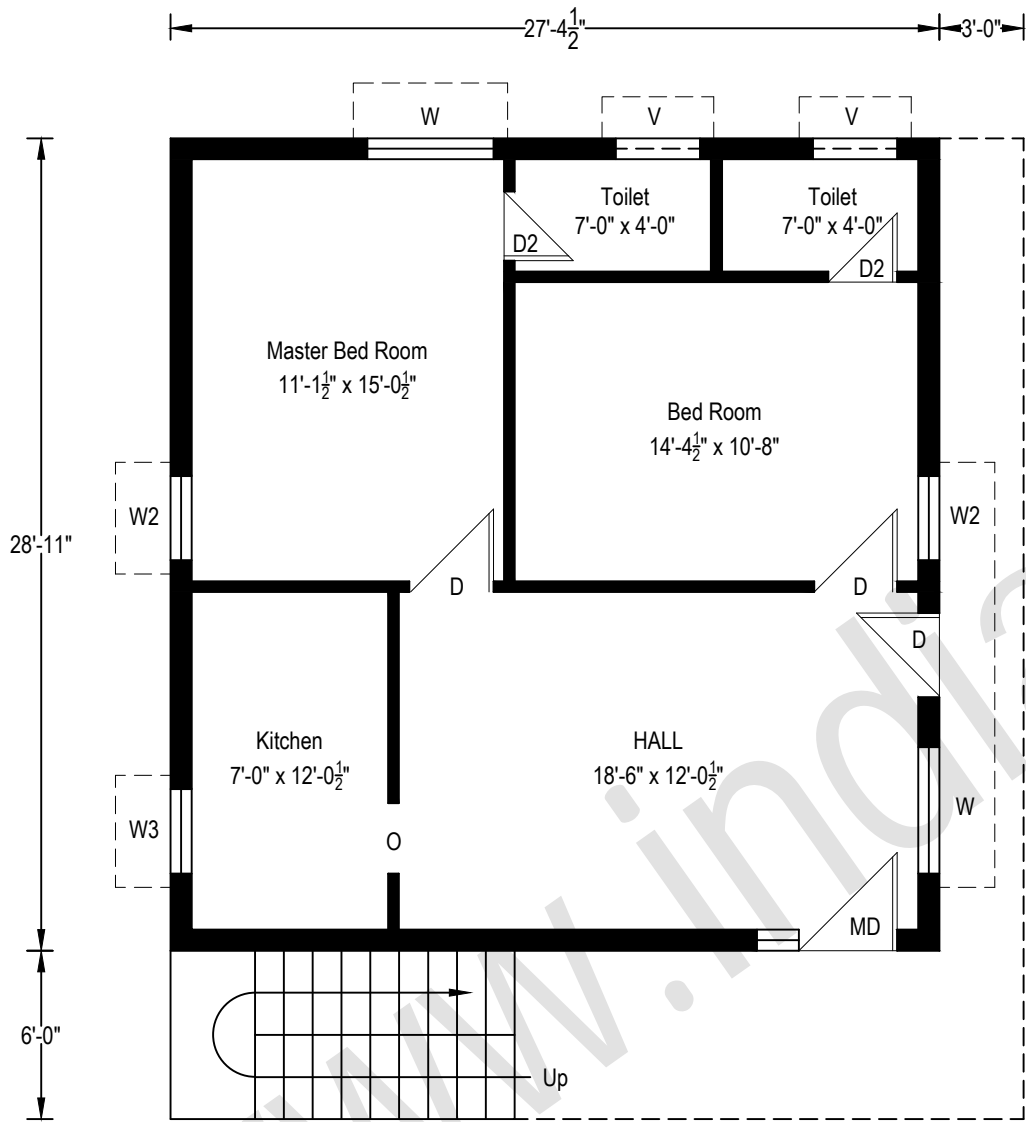 27'-4½"
3'-0"
W
V
V
Toilet
7'-0" x 4'-0"
Toilet
7'-0" x 4'-0"
D2
D2
Master Bed Room
11'-1½" x 15'-0½"
Bed Room
14'-4½" x 10'-8"
W2
W2
28'-11"
D
D
D
Kitchen
7'-0" x 12'-0½"
HALL
18'-6" x 12'-0½"
W3
W
O
MD
6'-0"
Up
www.india